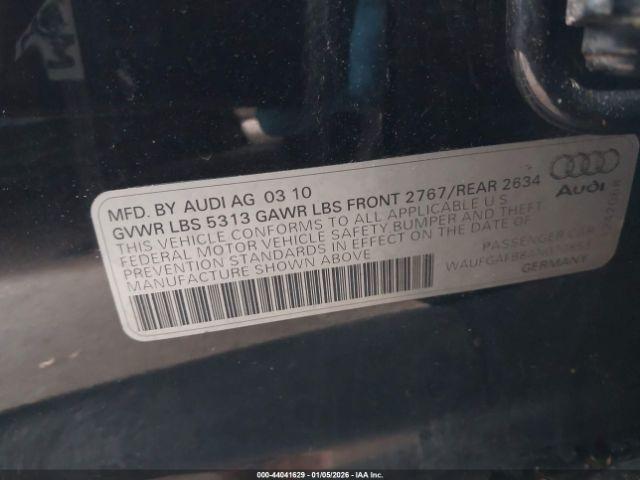 MFD. BY AUDI AG 03 10
GVWR LBS 5313 GAWR LBS FRONT 2767/REAR 2634
THIS VEHICLE CONFORMS TO ALL APPLICABLE U.S
FEDERAL MOTOR VEHICLE SAFETY,BUMPER AND THEFT
PREVENTION STANDARDS IN EFFECT ON THE DATE OF
MANUFACTURE SHOWN ABOVE
Audi
PASSENGER CAR
GERMANY
000-44041629 | 01/05/2026 - IAA Inc.